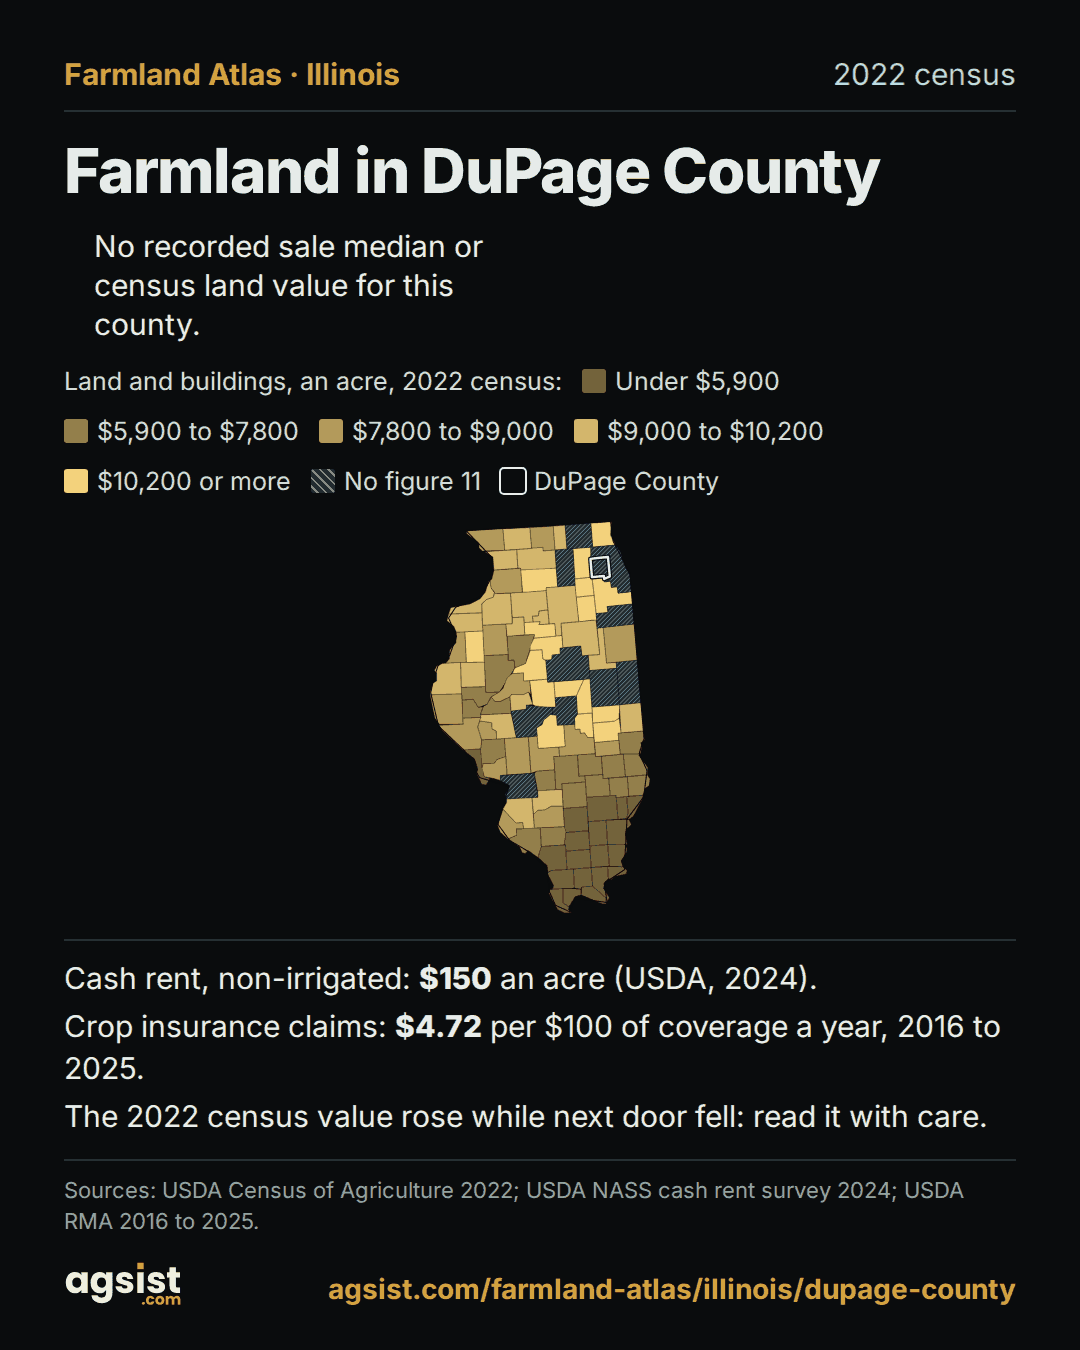 Farmland Atlas · Illinois
2022 census
Farmland in DuPage County
No recorded sale median or
census land value for this
county.
Land and buildings, an acre, 2022 census: Under $5,900
$5,900 to $7,800 $7,800 to $9,000 $9,000 to $10,200
$10,200 or more No figure 11 DuPage County
Cash rent, non-irrigated: $150 an acre (USDA, 2024).
Crop insurance claims: $4.72 per $100 of coverage a year, 2016 to
2025.
The 2022 census value rose while next door fell: read it with care.
Sources: USDA Census of Agriculture 2022; USDA NASS cash rent survey 2024; USDA
RMA 2016 to 2025.
agsist
.com
agsist.com/farmland-atlas/illinois/dupage-county